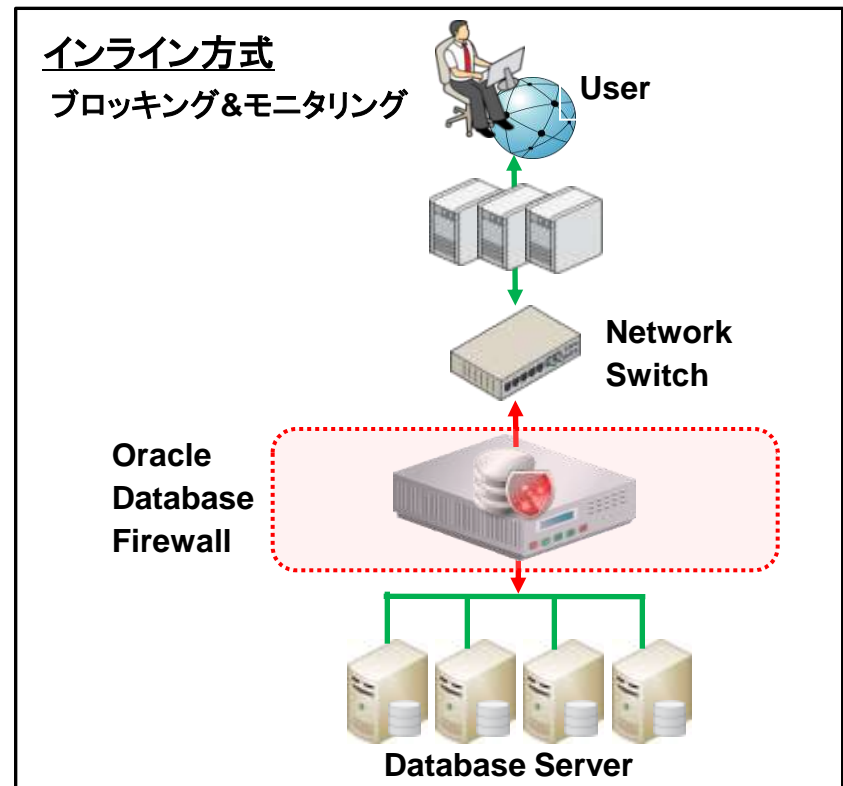 インライン方式
ブロッキング&モニタリング
User
Network
Switch
Oracle
Database
Firewall
Database Server